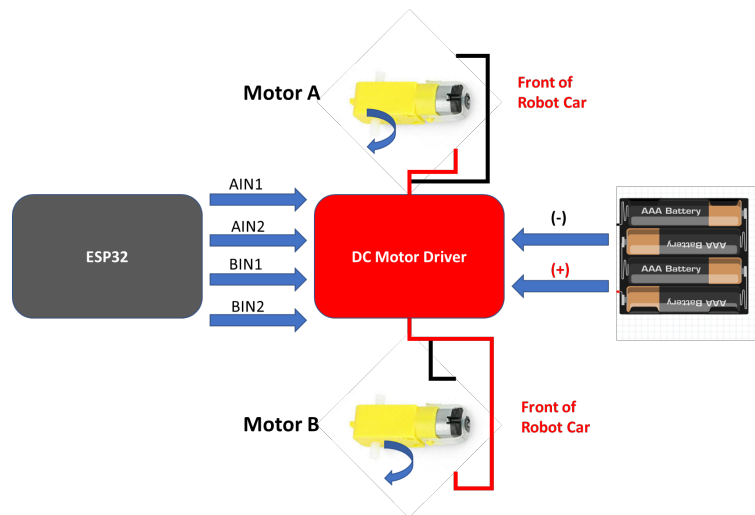 Motor A
Front of
Robot Car
AIN1
AIN2
BIN1
BIN2
ESP32
DC Motor Driver
(-)
(+)
AAA Battery
AAA Battery
AAA Battery
AAA Battery
Motor B
Front of
Robot Car